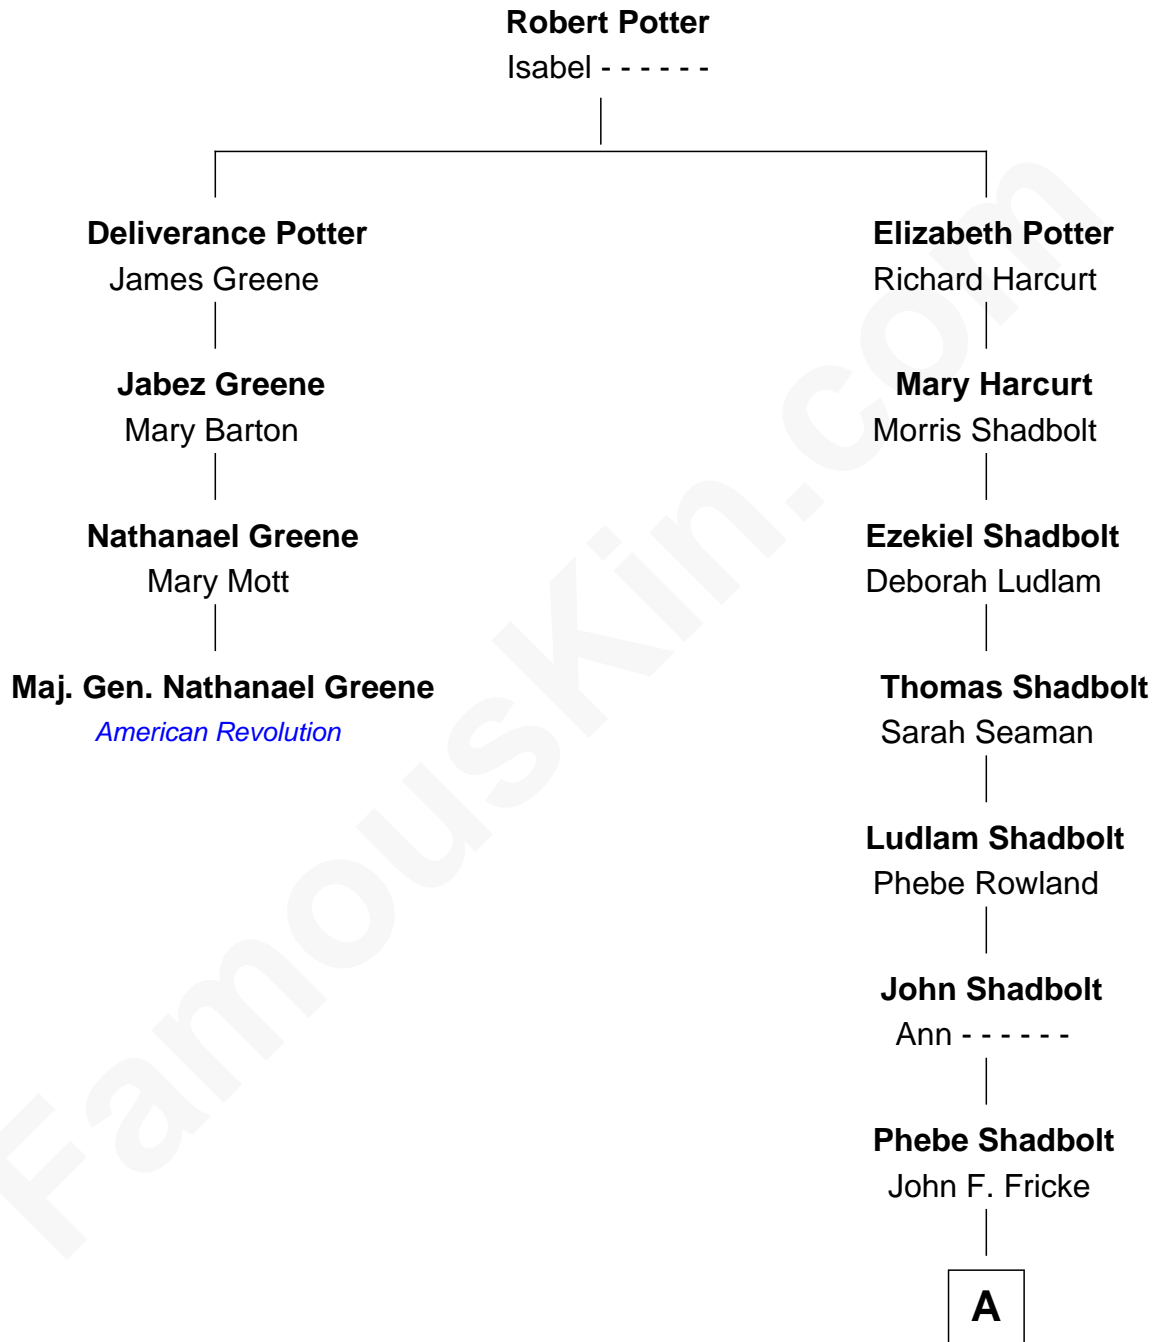 Robert Potter
Isabel - - - - - -
Deliverance Potter
James Greene
Elizabeth Potter
Richard Harcurt
Jabez Greene
Mary Barton
Mary Harcurt
Morris Shadbolt
Nathanael Greene
Mary Mott
Ezekiel Shadbolt
Deborah Ludlam
Maj. Gen. Nathanael Greene
American Revolution
Thomas Shadbolt
Sarah Seaman
Ludlam Shadbolt
Phebe Rowland
John Shadbolt
Ann - - - - - -
Phebe Shadbolt
John F. Fricke
A
FamousKin.com